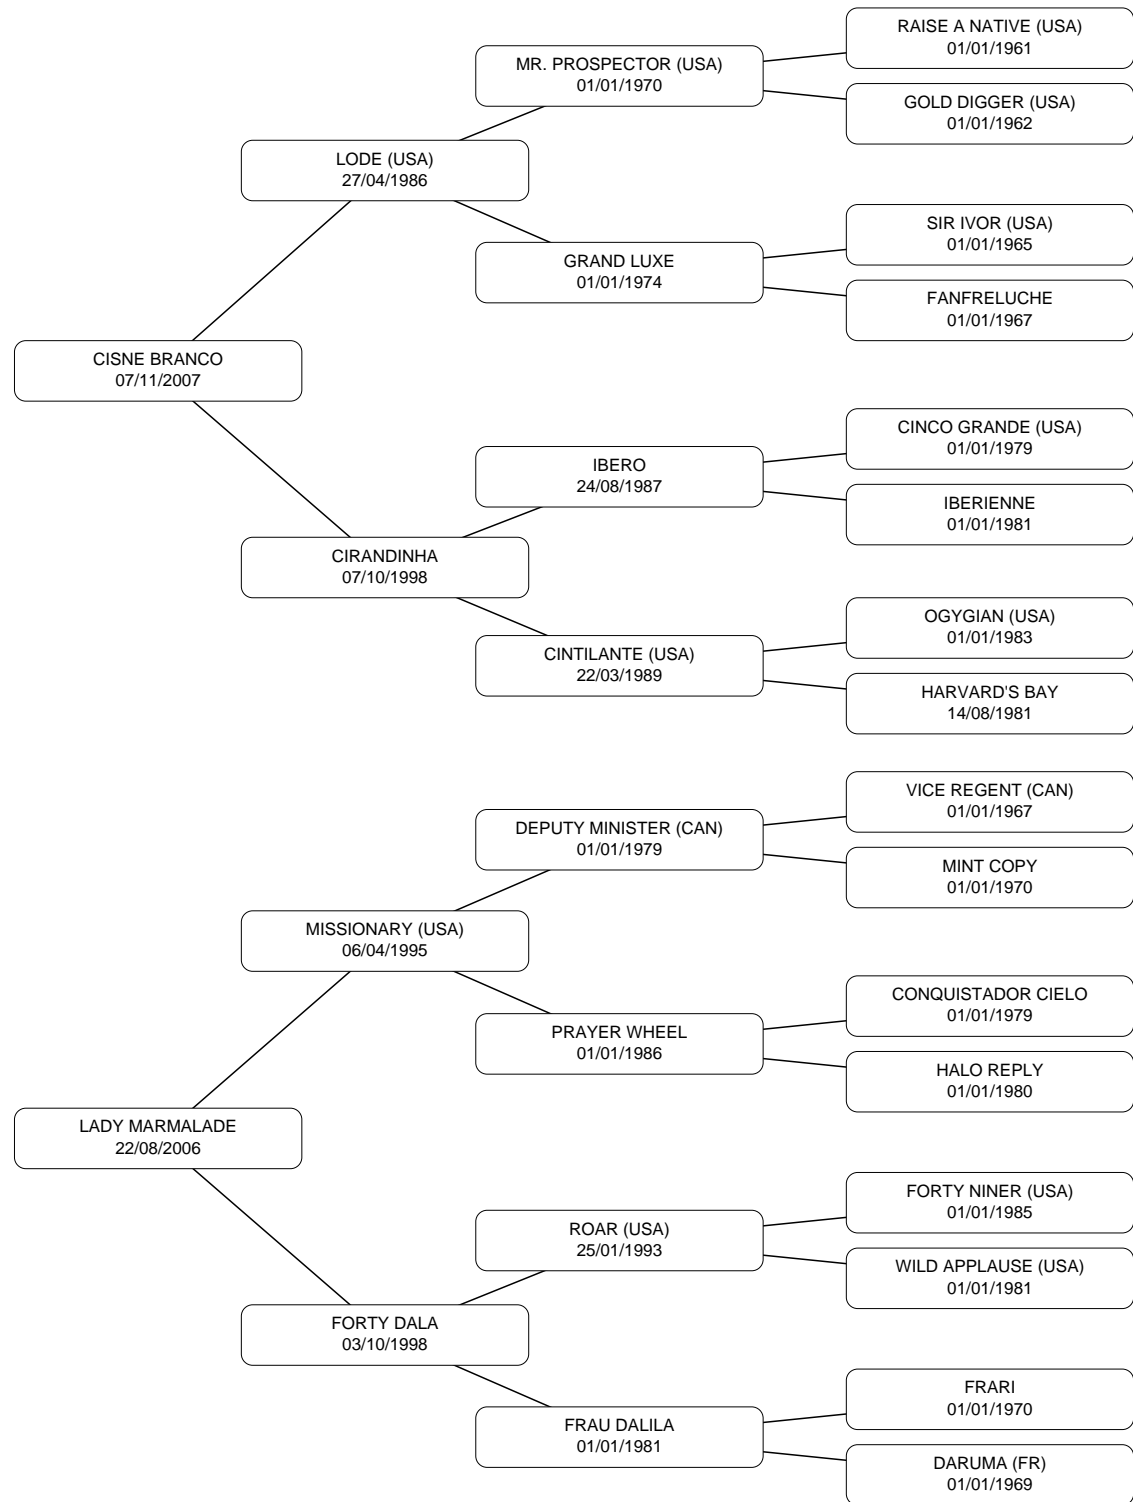 RAISE A NATIVE (USA)
01/01/1961
MR. PROSPECTOR (USA)
01/01/1970
GOLD DIGGER (USA)
01/01/1962
LODE (USA)
27/04/1986
SIR IVOR (USA)
01/01/1965
GRAND LUXE
01/01/1974
FANFRELUCHE
01/01/1967
CISNE BRANCO
07/11/2007
CINCO GRANDE (USA)
01/01/1979
IBERO
24/08/1987
IBERIENNE
01/01/1981
CIRANDINHA
07/10/1998
OGYGIAN (USA)
01/01/1983
CINTILANTE (USA)
22/03/1989
HARVARD'S BAY
14/08/1981
VICE REGENT (CAN)
01/01/1967
DEPUTY MINISTER (CAN)
01/01/1979
MINT COPY
01/01/1970
MISSIONARY (USA)
06/04/1995
CONQUISTADOR CIELO
01/01/1979
PRAYER WHEEL
01/01/1986
HALO REPLY
01/01/1980
LADY MARMALADE
22/08/2006
FORTY NINER (USA)
01/01/1985
ROAR (USA)
25/01/1993
WILD APPLAUSE (USA)
01/01/1981
FORTY DALA
03/10/1998
FRARI
01/01/1970
FRAU DALILA
01/01/1981
DARUMA (FR)
01/01/1969